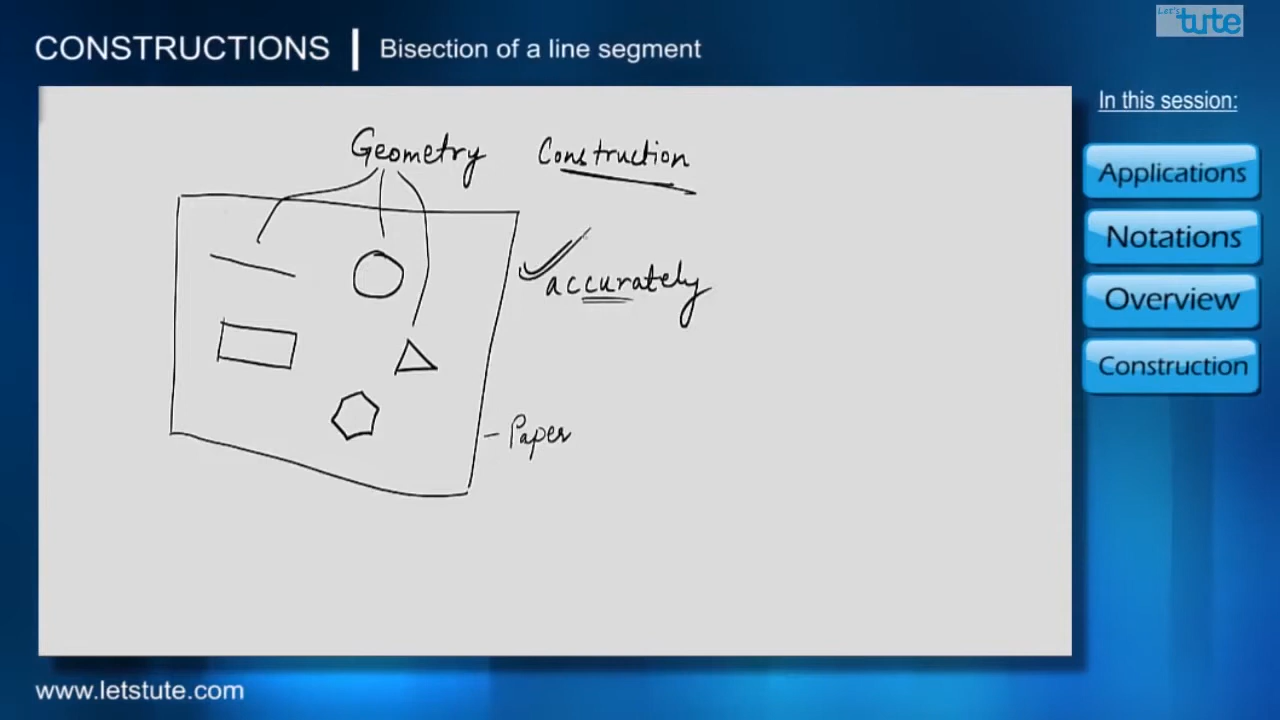 Let's
tute
CONSTRUCTIONS | Bisection of a line segment
In this session:
Applications
Notations
Overview
Construction
Geometry Construction
accurately
- Paper
www.letstute.com